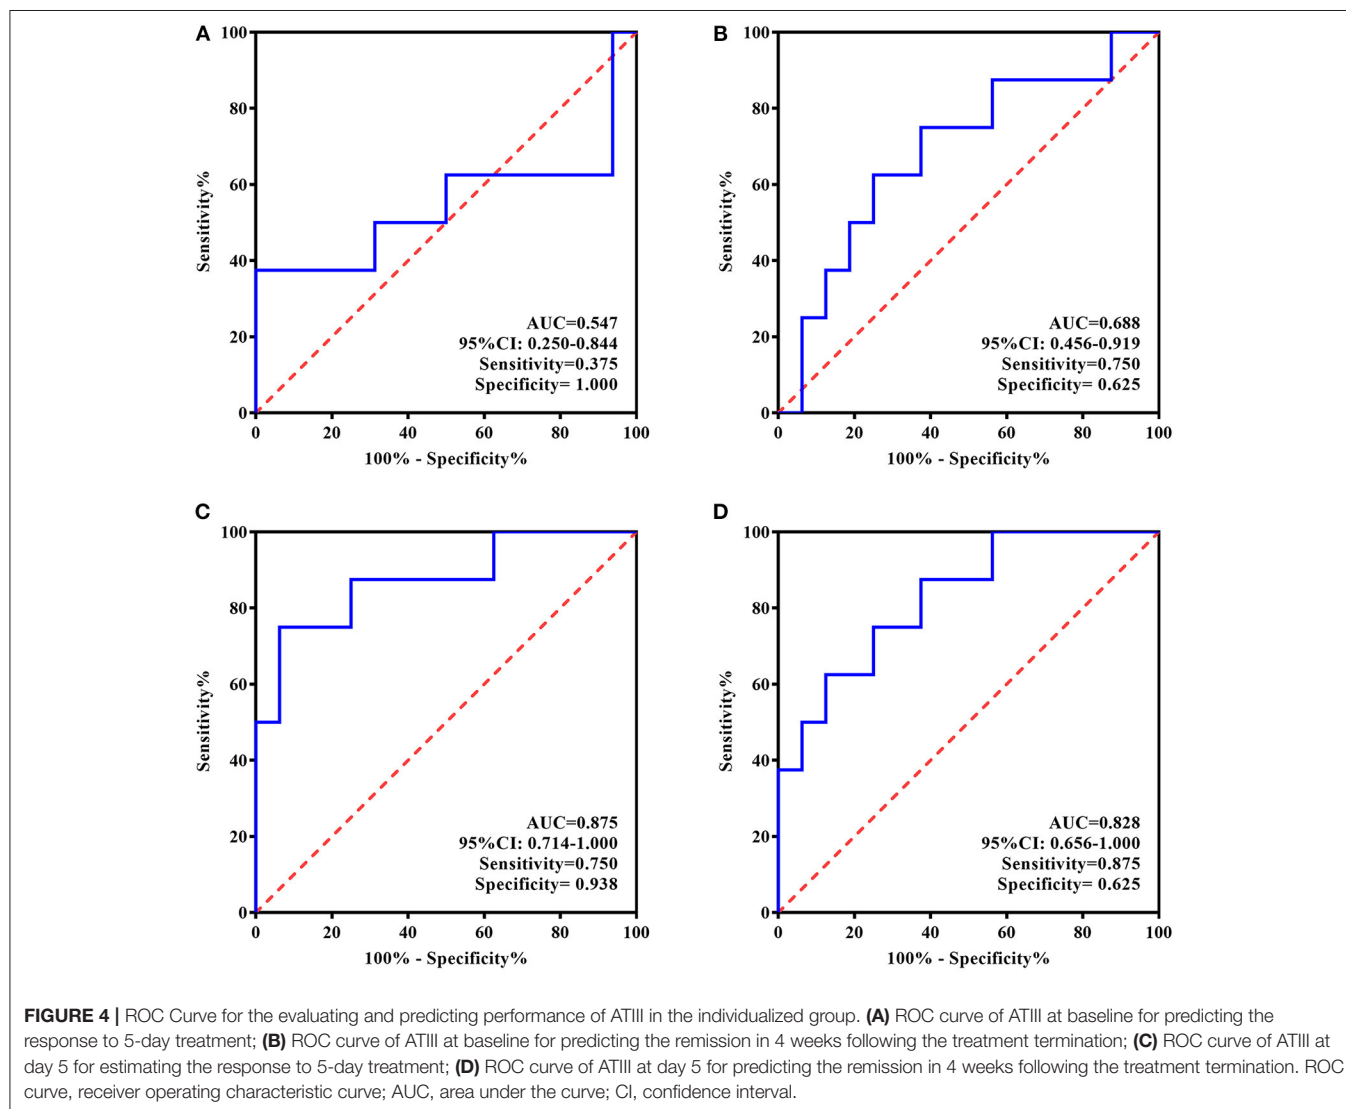 A
100
80
60
40
20
0
Sensitivity%
AUC=0.547
95%CI: 0.250-0.844
Sensitivity=0.375
Specificity= 1.000
0 20 40 60 80 100
100% - Specificity%
B
100
80
60
40
20
0
Sensitivity%
AUC=0.688
95%CI: 0.456-0.919
Sensitivity=0.750
Specificity= 0.625
0 20 40 60 80 100
100% - Specificity%
C
100
80
60
40
20
0
Sensitivity%
AUC=0.875
95%CI: 0.714-1.000
Sensitivity=0.750
Specificity= 0.938
0 20 40 60 80 100
100% - Specificity%
D
100
80
60
40
20
0
Sensitivity%
AUC=0.828
95%CI: 0.656-1.000
Sensitivity=0.875
Specificity= 0.625
0 20 40 60 80 100
100% - Specificity%
FIGURE 4 | ROC Curve for the evaluating and predicting performance of ATIII in the individualized group. (A) ROC curve of ATIII at baseline for predicting the
response to 5-day treatment; (B) ROC curve of ATIII at baseline for predicting the remission in 4 weeks following the treatment termination; (C) ROC curve of ATIII at
day 5 for estimating the response to 5-day treatment; (D) ROC curve of ATIII at day 5 for predicting the remission in 4 weeks following the treatment termination. ROC
curve, receiver operating characteristic curve; AUC, area under the curve; CI, confidence interval.